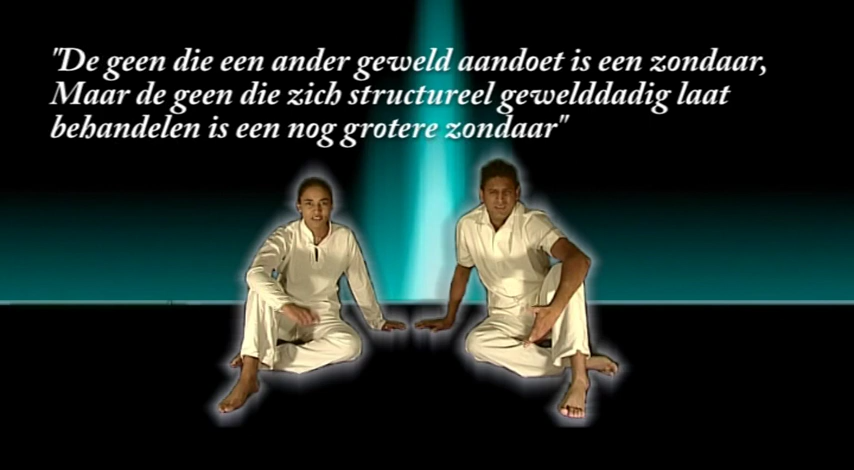 "De geen die een ander geweld aandoet is een zondaar,
Maar de geen die zich structureel gewelddadig laat
behandelen is een nog grotere zondaar"